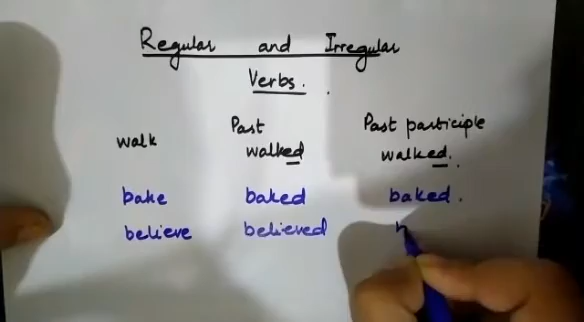 Regular and Irregular
Verbs.
Past Past participle
walk walked walked.
bake baked baked.
believe believed